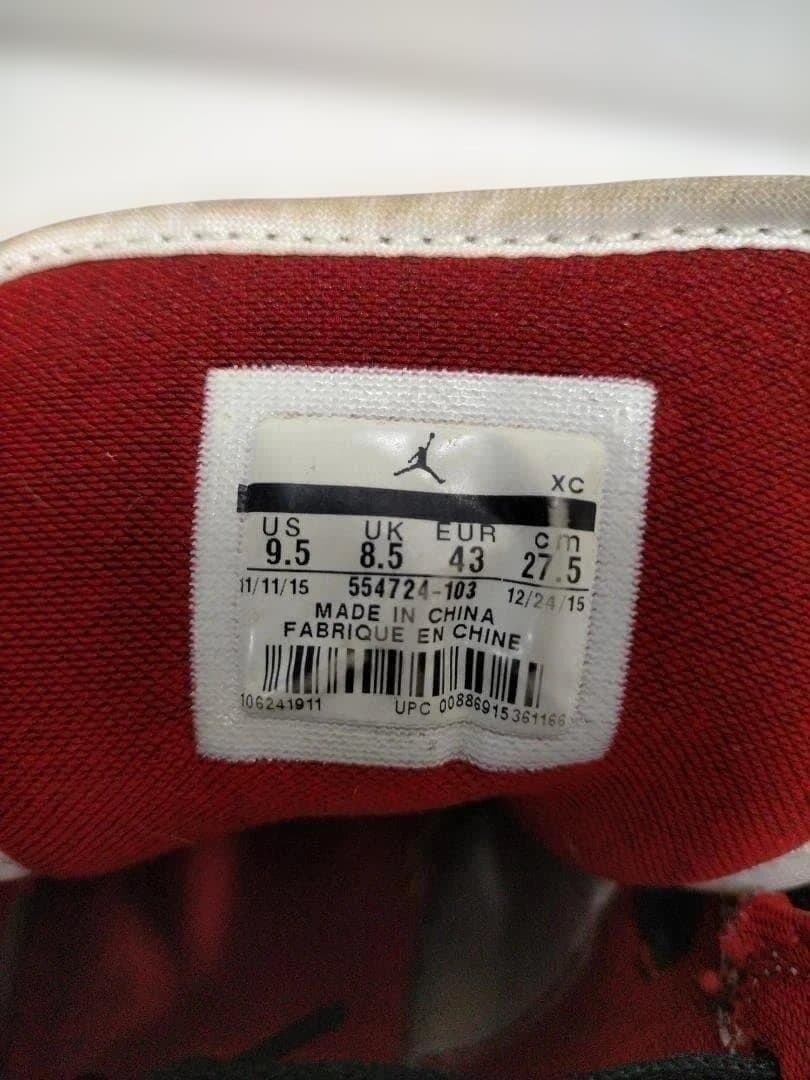 XC
US UK EUR cm
9.5 8.5 43 27.5
11/11/15 554724-103 12/24/15
MADE IN CHINA
FABRIQUE EN CHINE
106241911 UPC 00886915361166